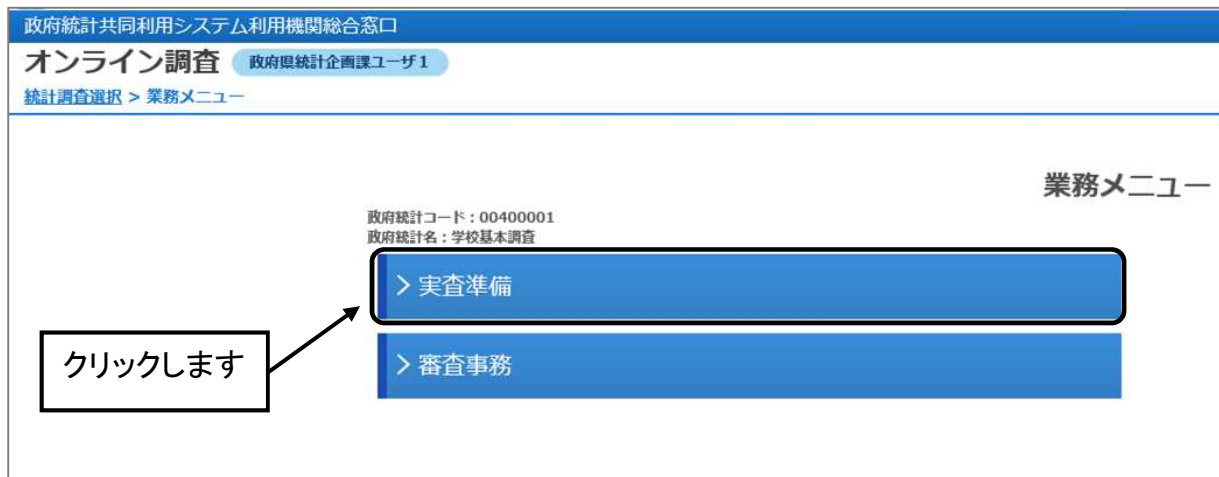 政府統計共同利用システム利用機関総合窓口
オンライン調査 政府県統計企画課ユーザ1
統計調査選択 > 業務メニュー
業務メニュー
政府統計コード:00400001
政府統計名:学校基本調査
> 実査準備
クリックします
> 審査事務